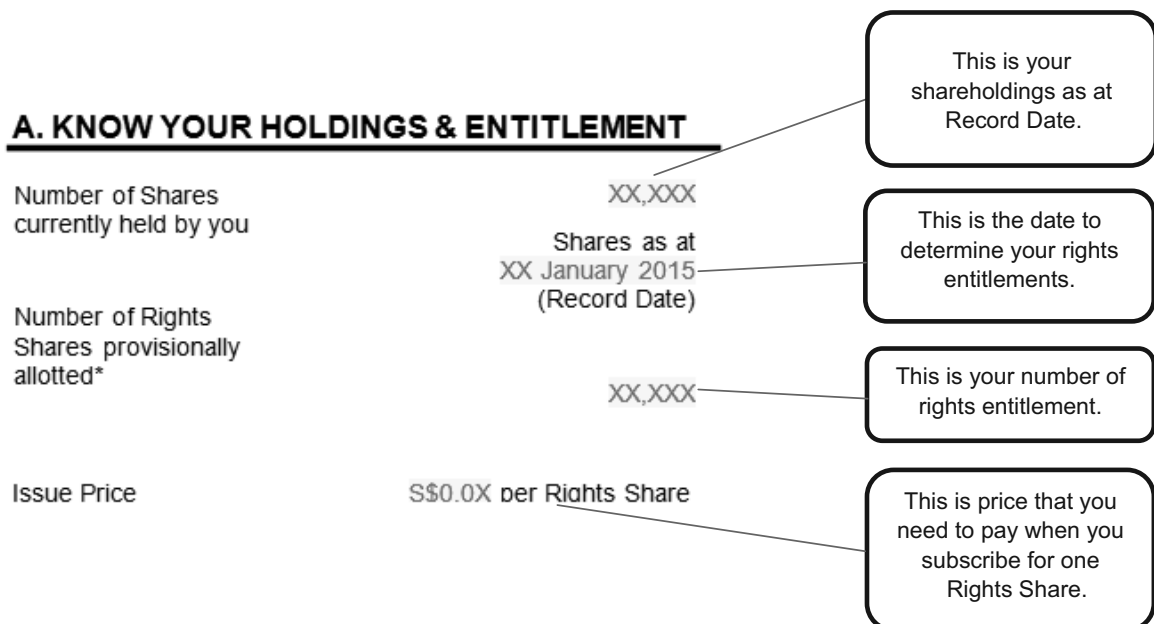 A. KNOW YOUR HOLDINGS & ENTITLEMENT
Number of Shares
currently held by you
XX,XXX
Shares as at
XX January 2015
(Record Date)
Number of Rights
Shares provisionally
allotted*
XX,XXX
Issue Price
S$0.0X per Rights Share
This is your
shareholdings as at
Record Date.
This is the date to
determine your rights
entitlements.
This is your number of
rights entitlement.
This is price that you
need to pay when you
subscribe for one
Rights Share.